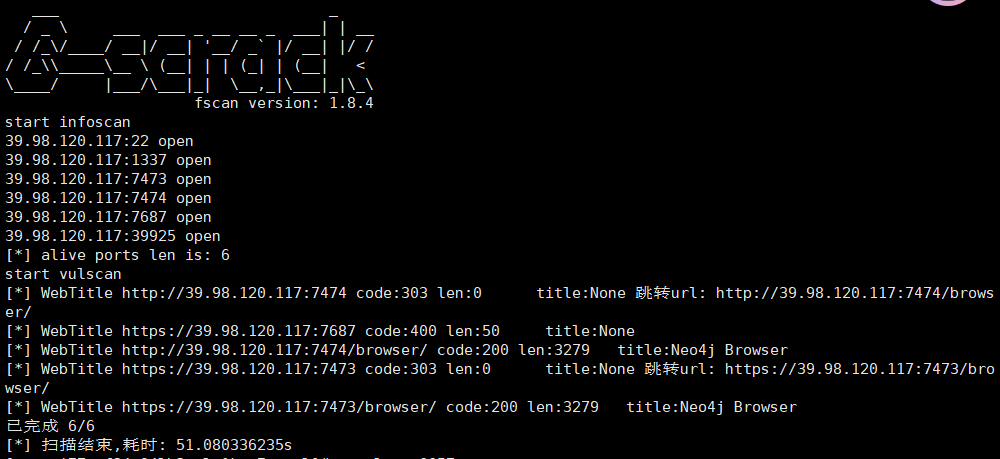 fscan version: 1.8.4
start infoscan
39.98.120.117:22 open
39.98.120.117:1337 open
39.98.120.117:7473 open
39.98.120.117:7474 open
39.98.120.117:7687 open
39.98.120.117:39925 open
[*] alive ports len is: 6
start vulscan
[*] WebTitle http://39.98.120.117:7474 code:303 len:0 title:None 跳转url: http://39.98.120.117:7474/brows
er/
[*] WebTitle https://39.98.120.117:7687 code:400 len:50 title:None
[*] WebTitle http://39.98.120.117:7474/browser/ code:200 len:3279 title:Neo4j Browser
[*] WebTitle https://39.98.120.117:7473 code:303 len:0 title:None 跳转url: https://39.98.120.117:7473/bro
wser/
[*] WebTitle https://39.98.120.117:7473/browser/ code:200 len:3279 title:Neo4j Browser
已完成 6/6
[*] 扫描结束,耗时: 51.080336235s